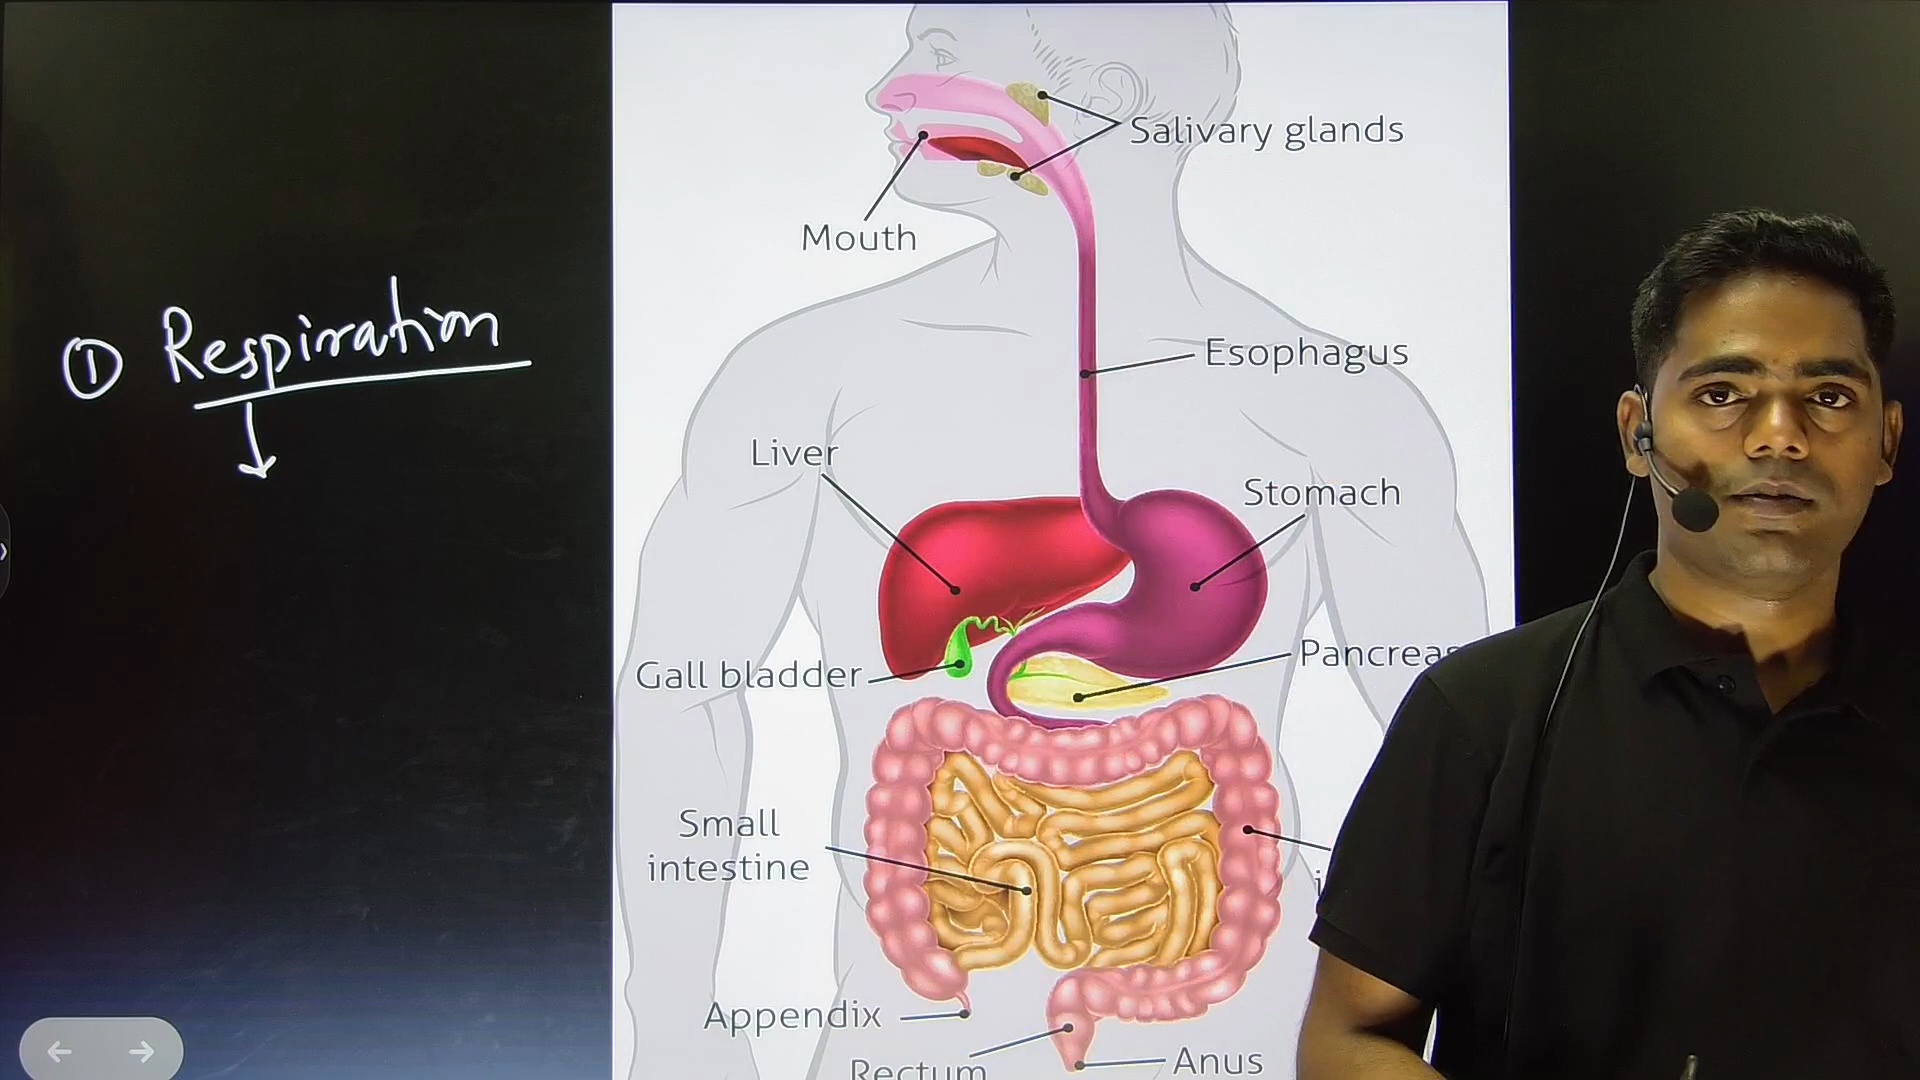 ① Respiration
Salivary glands
Mouth
Esophagus
Liver
Stomach
Gall bladder
Pancreas
Small
intestine
Appendix
Rectum
Anus